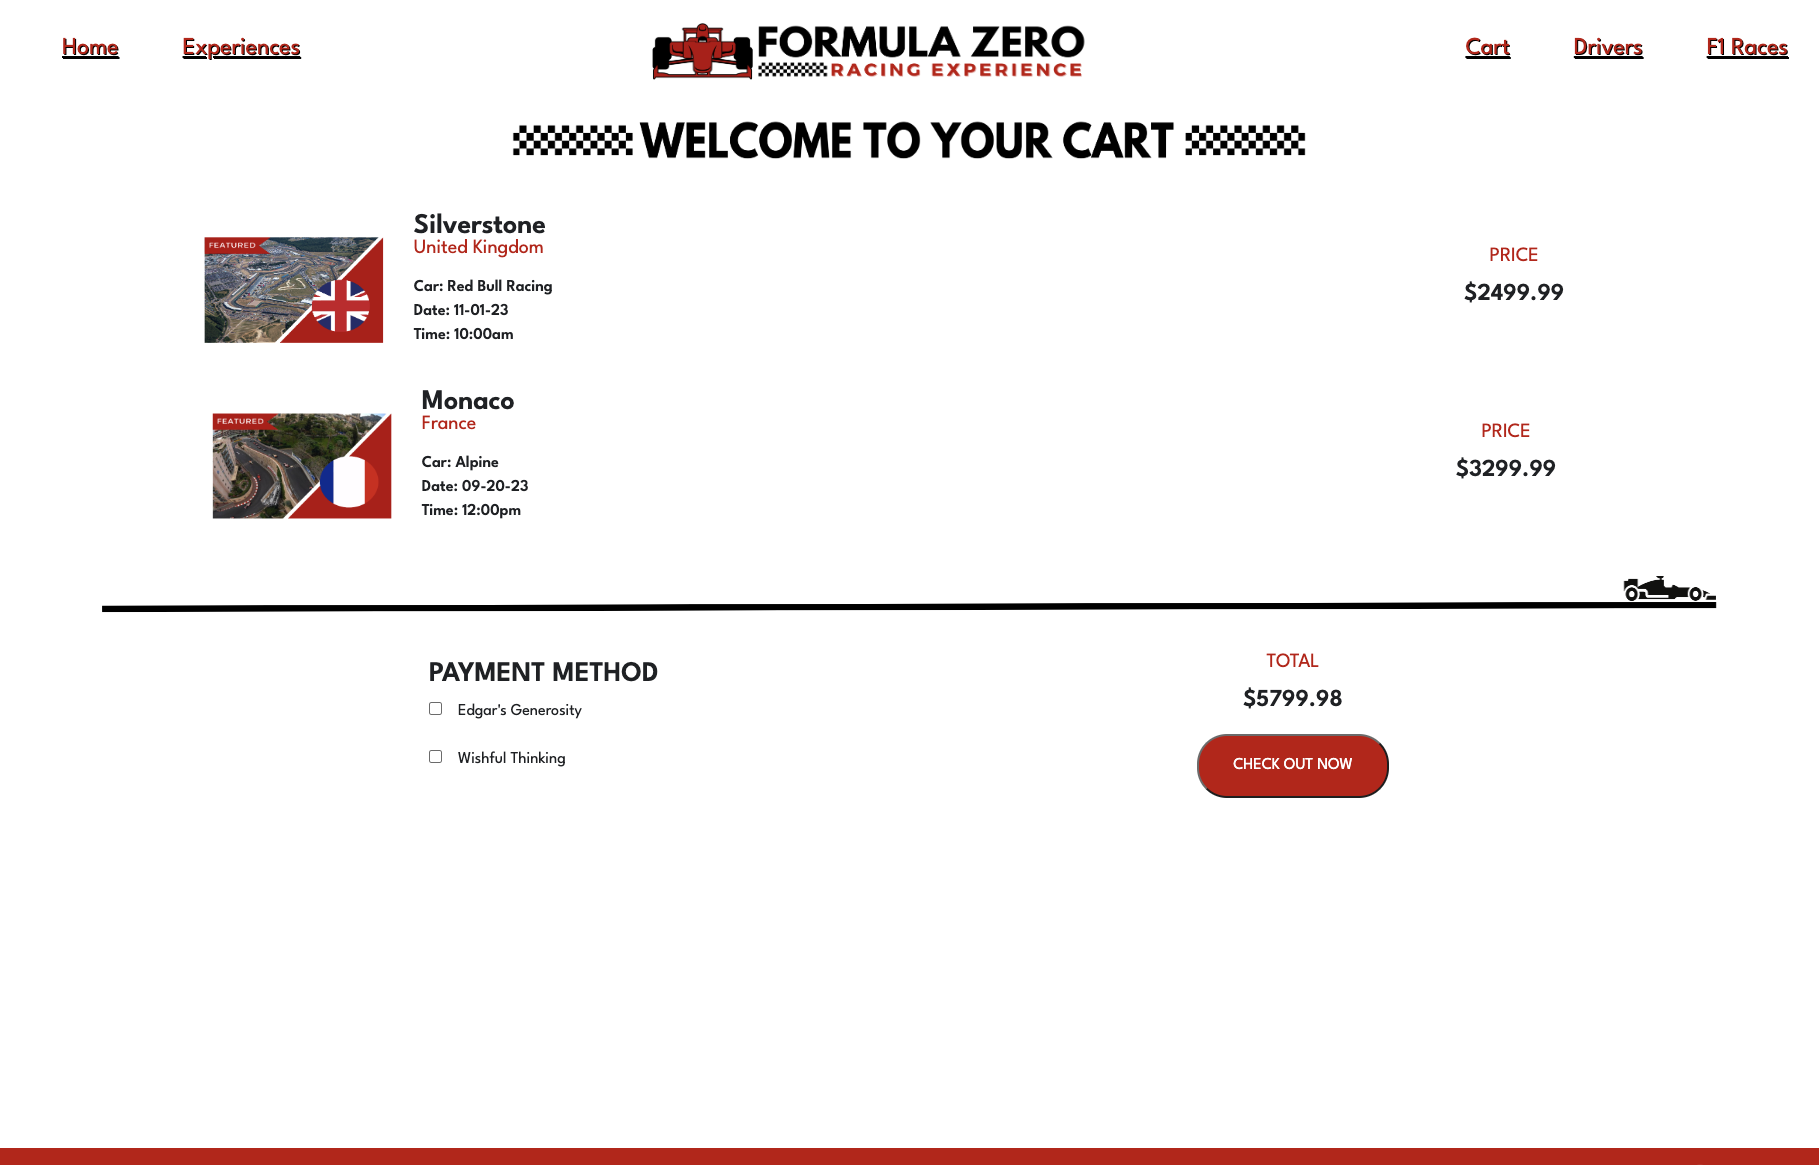 Home
Experiences
FORMULA ZERO
RACING EXPERIENCE
Cart
Drivers
F1 Races
WELCOME TO YOUR CART
FEATURED
Silverstone
United Kingdom
Car: Red Bull Racing
Date: 11-01-23
Time: 10:00am
PRICE
$2499.99
FEATURED
Monaco
France
Car: Alpine
Date: 09-20-23
Time: 12:00pm
PRICE
$3299.99
PAYMENT METHOD
Edgar's Generosity
Wishful Thinking
TOTAL
$5799.98
CHECK OUT NOW